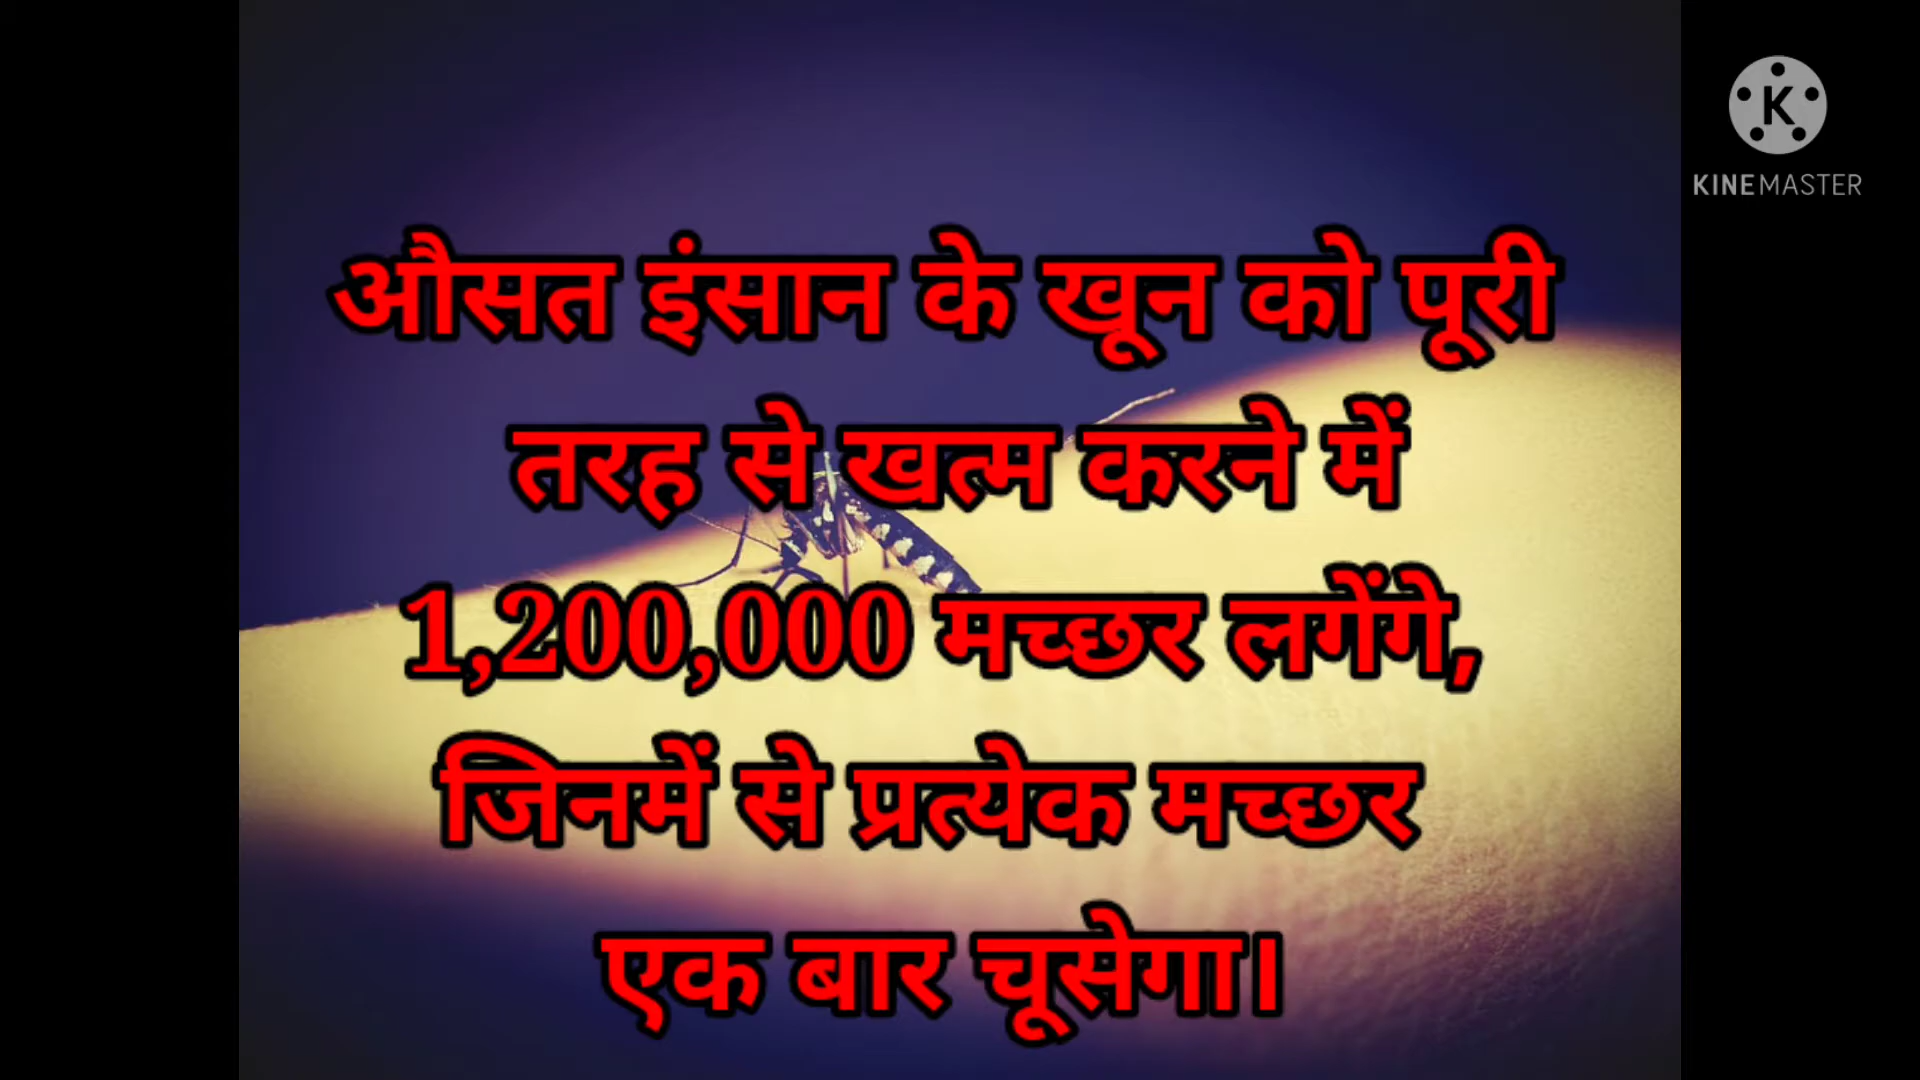 KINEMASTER
औसत इंसान के खून को पूरी
तरह से खत्म करने में
1,200,000 मच्छर लगेंगे,
जिनमें से प्रत्येक मच्छर
एक बार चूसेगा।